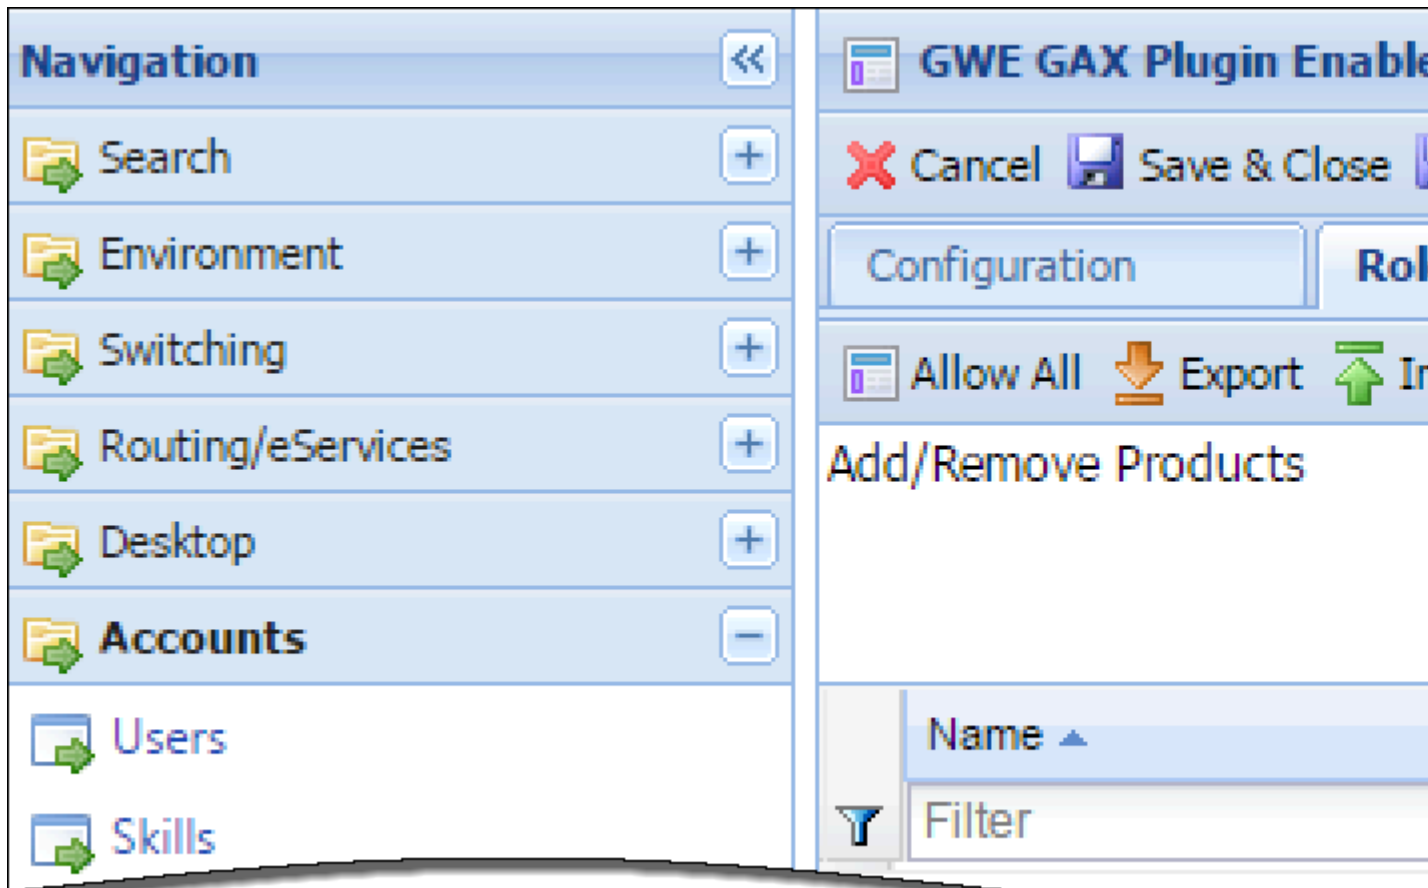 Navigation
Search
Environment
Switching
Routing/eServices
Desktop
Accounts
Users
Skills
GWE GAX Plugin Enable
Cancel Save & Close
Configuration Rol
Allow All Export
Add/Remove Products
Name
Filter